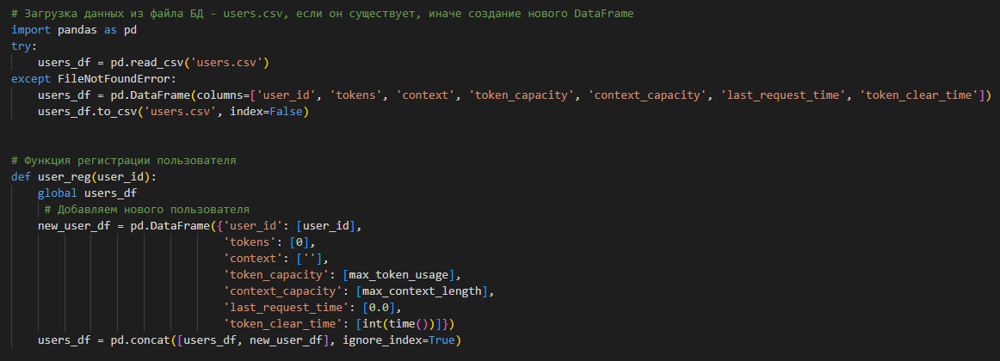 # Загрузка данных из файла БД - users.csv, если он существует, иначе создание нового DataFrame
import pandas as pd
try:
    users_df = pd.read_csv('users.csv')
except FileNotFoundError:
    users_df = pd.DataFrame(columns=['user_id', 'tokens', 'context', 'token_capacity', 'context_capacity', 'last_request_time', 'token_clear_time'])
    users_df.to_csv('users.csv', index=False)
# Функция регистрации пользователя
def user_reg(user_id):
    global users_df
     # Добавляем нового пользователя
    new_user_df = pd.DataFrame({'user_id': [user_id],
                                'tokens': [0],
                                'context': [''],
                                'token_capacity': [max_token_usage],
                                'context_capacity': [max_context_length],
                                'last_request_time': [0.0],
                                'token_clear_time': [int(time())]})
    users_df = pd.concat([users_df, new_user_df], ignore_index=True)